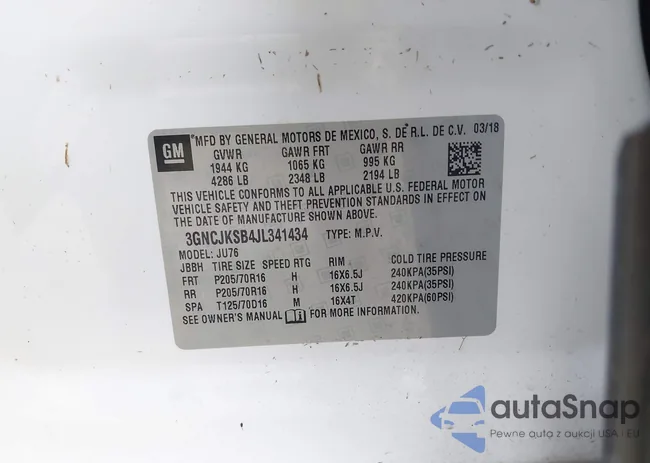 GM
MFD BY GENERAL MOTORS DE MEXICO, S. DE R.L. DE C.V. 03/18
GVWR GAWR FRT GAWR RR
1944 KG 1065 KG 995 KG
4286 LB 2348 LB 2194 LB
THIS VEHICLE CONFORMS TO ALL APPLICABLE U.S. FEDERAL MOTOR
VEHICLE SAFETY AND THEFT PREVENTION STANDARDS IN EFFECT ON
THE DATE OF MANUFACTURE SHOWN ABOVE.
3GNCJKSB4JL341434 TYPE: M.P.V.
MODEL: JU76
JBBH TIRE SIZE SPEED RTG RIM COLD TIRE PRESSURE
FRT P205/70R16 H 16X6.5J 240KPA(35PSI)
RR P205/70R16 H 16X6.5J 240KPA(35PSI)
SPA T125/70D16 M 16X4T 420KPA(60PSI)
SEE OWNER'S MANUAL i FOR MORE INFORMATION.
autaSnap
Pewne auta z aukcji USA i EU